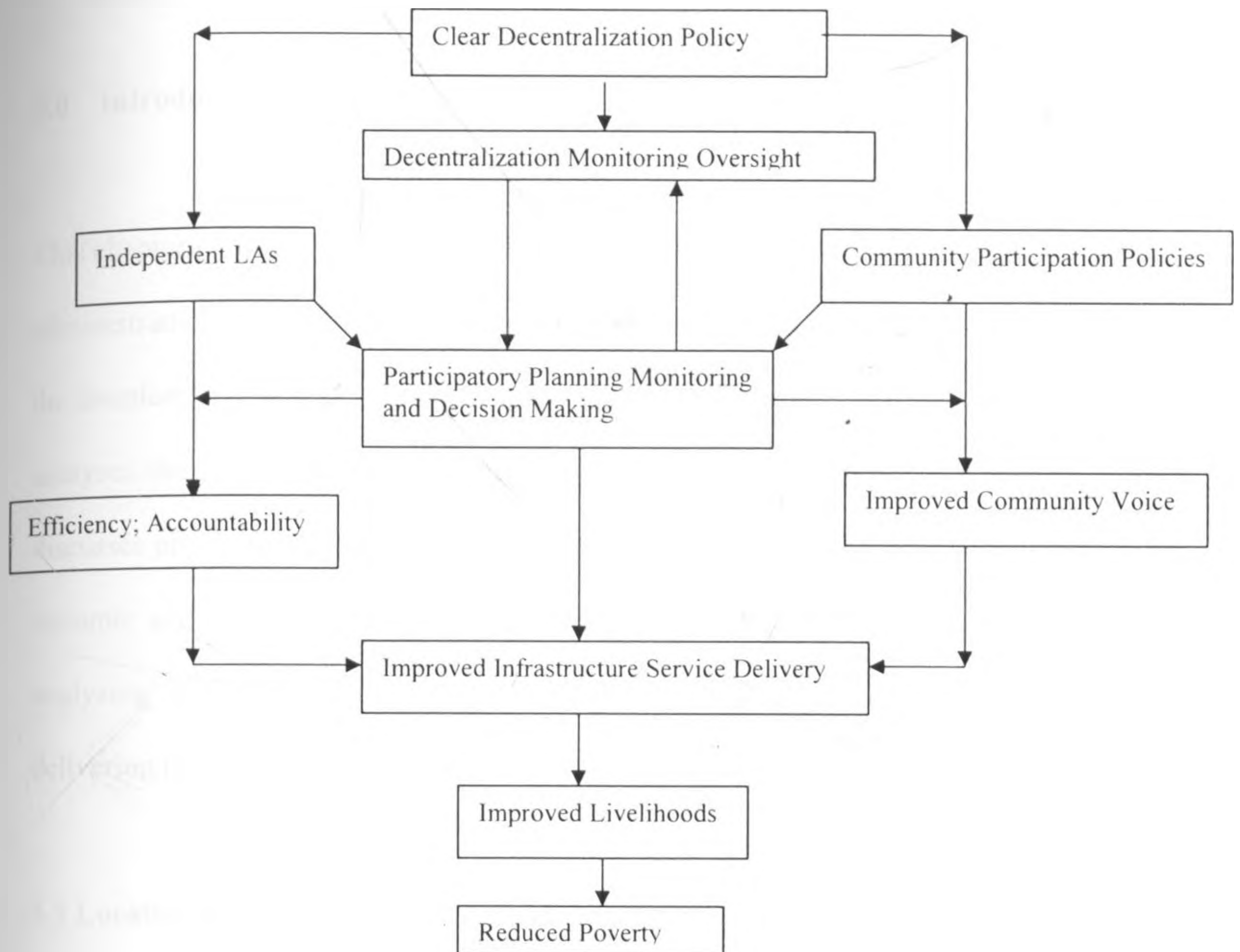 Clear Decentralization Policy
Decentralization Monitoring Oversight
Independent LAs
Community Participation Policies
Participatory Planning Monitoring
and Decision Making
Efficiency; Accountability
Improved Community Voice
Improved Infrastructure Service Delivery
Improved Livelihoods
Reduced Poverty